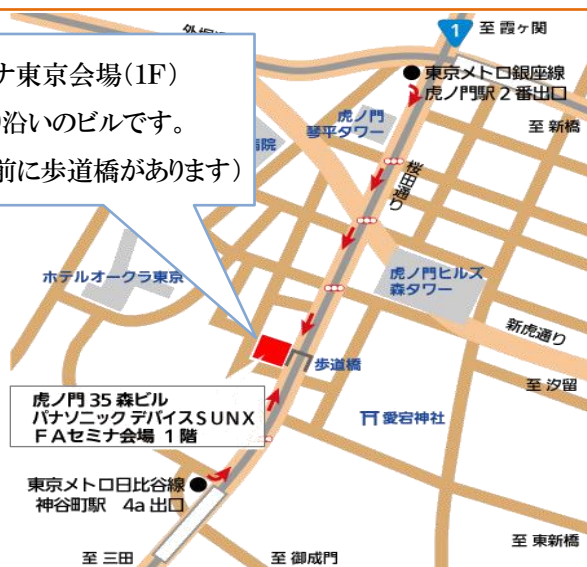 1
至 霞ヶ関
ナ東京会場(1F)
沿いのビルです。
前に歩道橋があります)
東京メトロ銀座線
虎ノ門駅 2 番出口
虎ノ門
琴平タワー
至 新橋
桜田通り
ホテルオークラ東京
虎ノ門ヒルズ
森タワー
新虎通り
歩道橋
至 汐留
虎ノ門 35 森ビル
パナソニック デバイスSUNX
FAセミナ会場 1 階
愛宕神社
東京メトロ日比谷線
神谷町駅 4a 出口
至 東新橋
至 三田
至 御成門